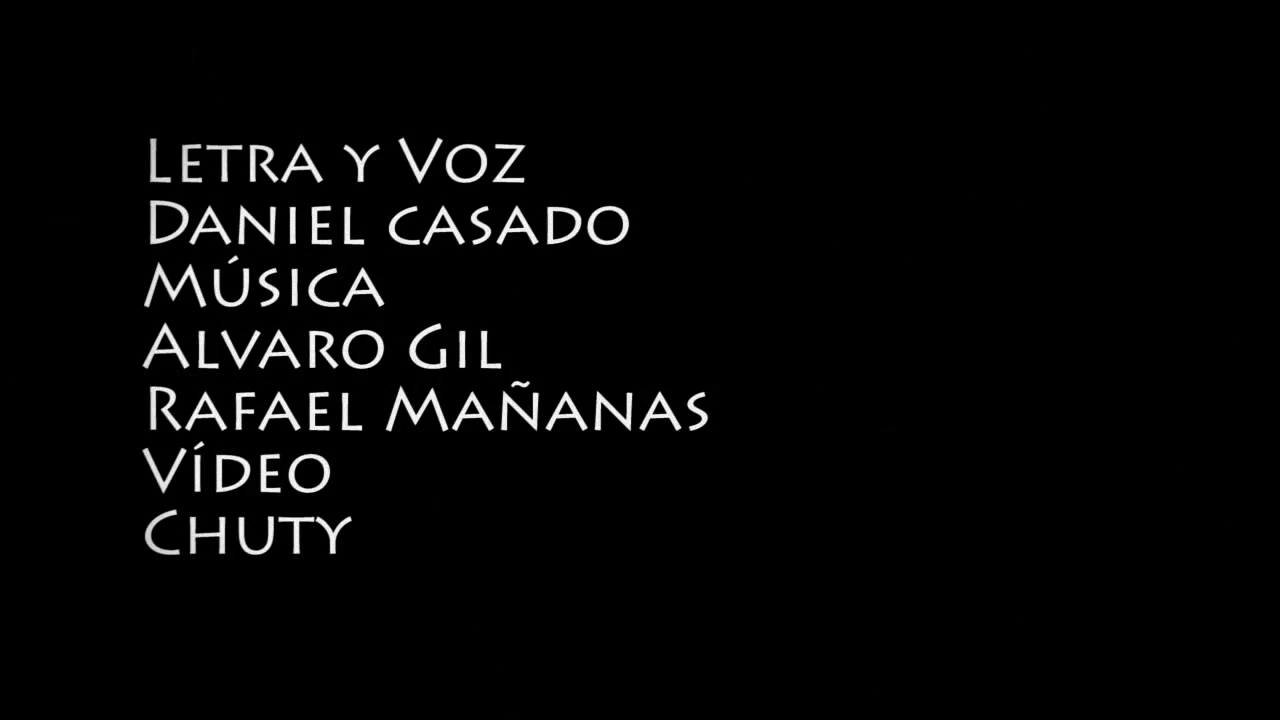 Letra y Voz
Daniel casado
Música
Alvaro Gil
Rafael Mañanas
Vídeo
Chuty